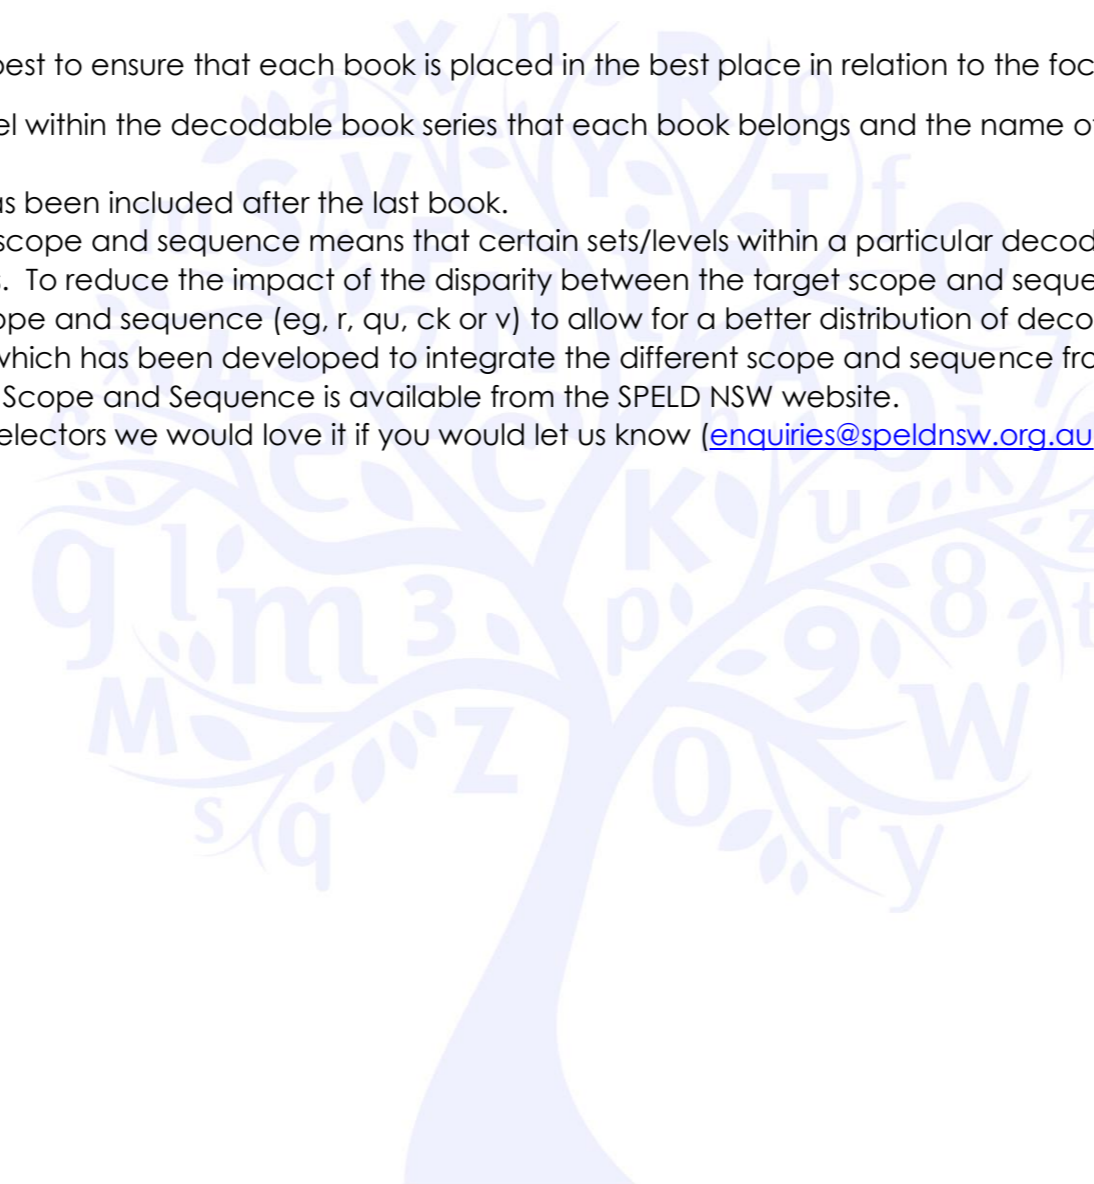 best to ensure that each book is placed in the best place in relation to the foc
el within the decodable book series that each book belongs and the name of
as been included after the last book.
scope and sequence means that certain sets/levels within a particular decod
s. To reduce the impact of the disparity between the target scope and seque
ope and sequence (eg, r, qu, ck or v) to allow for a better distribution of deco
which has been developed to integrate the different scope and sequence fro
Scope and Sequence is available from the SPELD NSW website.
electors we would love it if you would let us know (enquiries@speldnsw.org.au